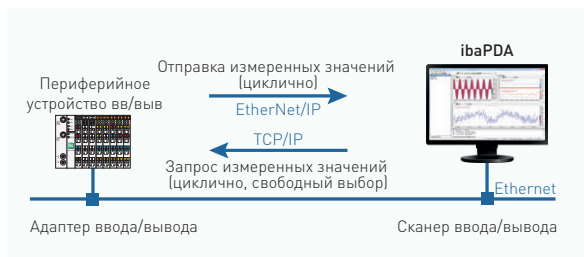 ibaPDA
Отправка измеренных значений
(циклично)
Периферийное
устройство вв/выв
EtherNet/IP
TCP/IP
Запрос измеренных значений
(циклично, свободный выбор)
Ethernet
Адаптер ввода/вывода
Сканер ввода/вывода